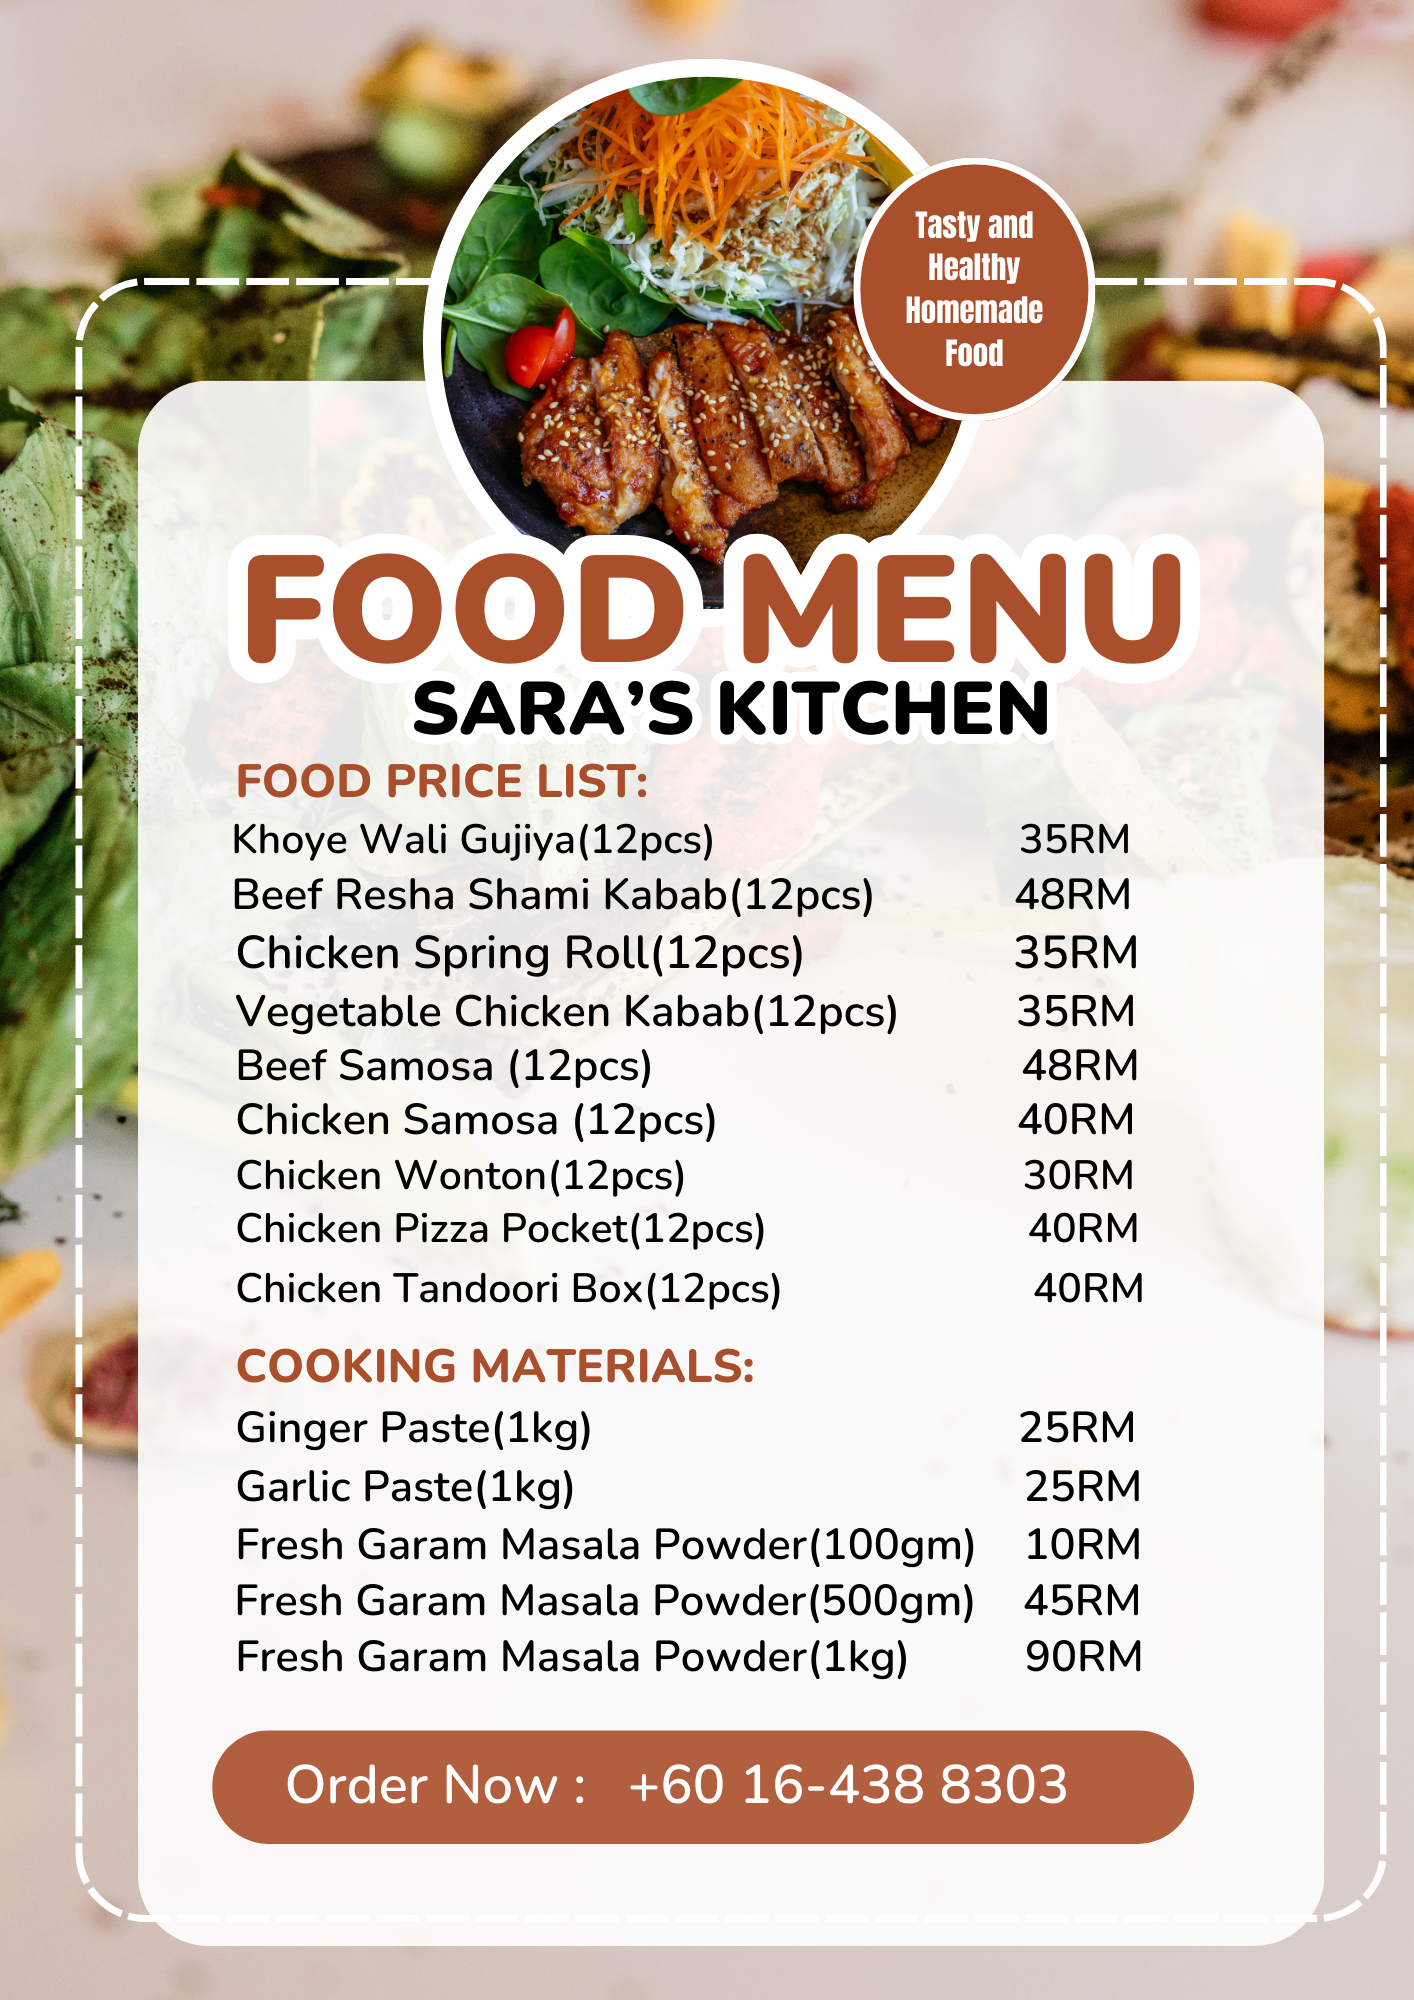 Tasty and
Healthy
Homemade
Food
FOOD MENU
SARA'S KITCHEN
FOOD PRICE LIST:
Khoye Wali Gujiya(12pcs) 35RM
Beef Resha Shami Kabab(12pcs) 48RM
Chicken Spring Roll(12pcs) 35RM
Vegetable Chicken Kabab(12pcs) 35RM
Beef Samosa (12pcs) 48RM
Chicken Samosa (12pcs) 40RM
Chicken Wonton(12pcs) 30RM
Chicken Pizza Pocket(12pcs) 40RM
Chicken Tandoori Box(12pcs) 40RM
COOKING MATERIALS:
Ginger Paste(1kg) 25RM
Garlic Paste(1kg) 25RM
Fresh Garam Masala Powder(100gm) 10RM
Fresh Garam Masala Powder(500gm) 45RM
Fresh Garam Masala Powder(1kg) 90RM
Order Now : +60 16-438 8303